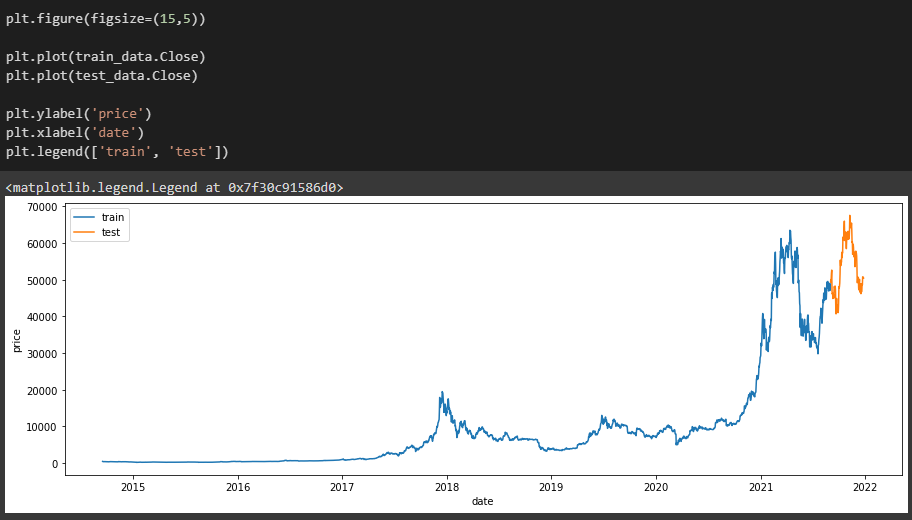 plt.figure(figsize=(15,5))
plt.plot(train_data.Close)
plt.plot(test_data.Close)
plt.ylabel('price')
plt.xlabel('date')
plt.legend(['train', 'test'])
<matplotlib.legend.Legend at 0x7f30c91586d0>
70000
train
test
60000
50000
40000
price
30000
20000
10000
0
2015 2016 2017 2018 2019 2020 2021 2022
date